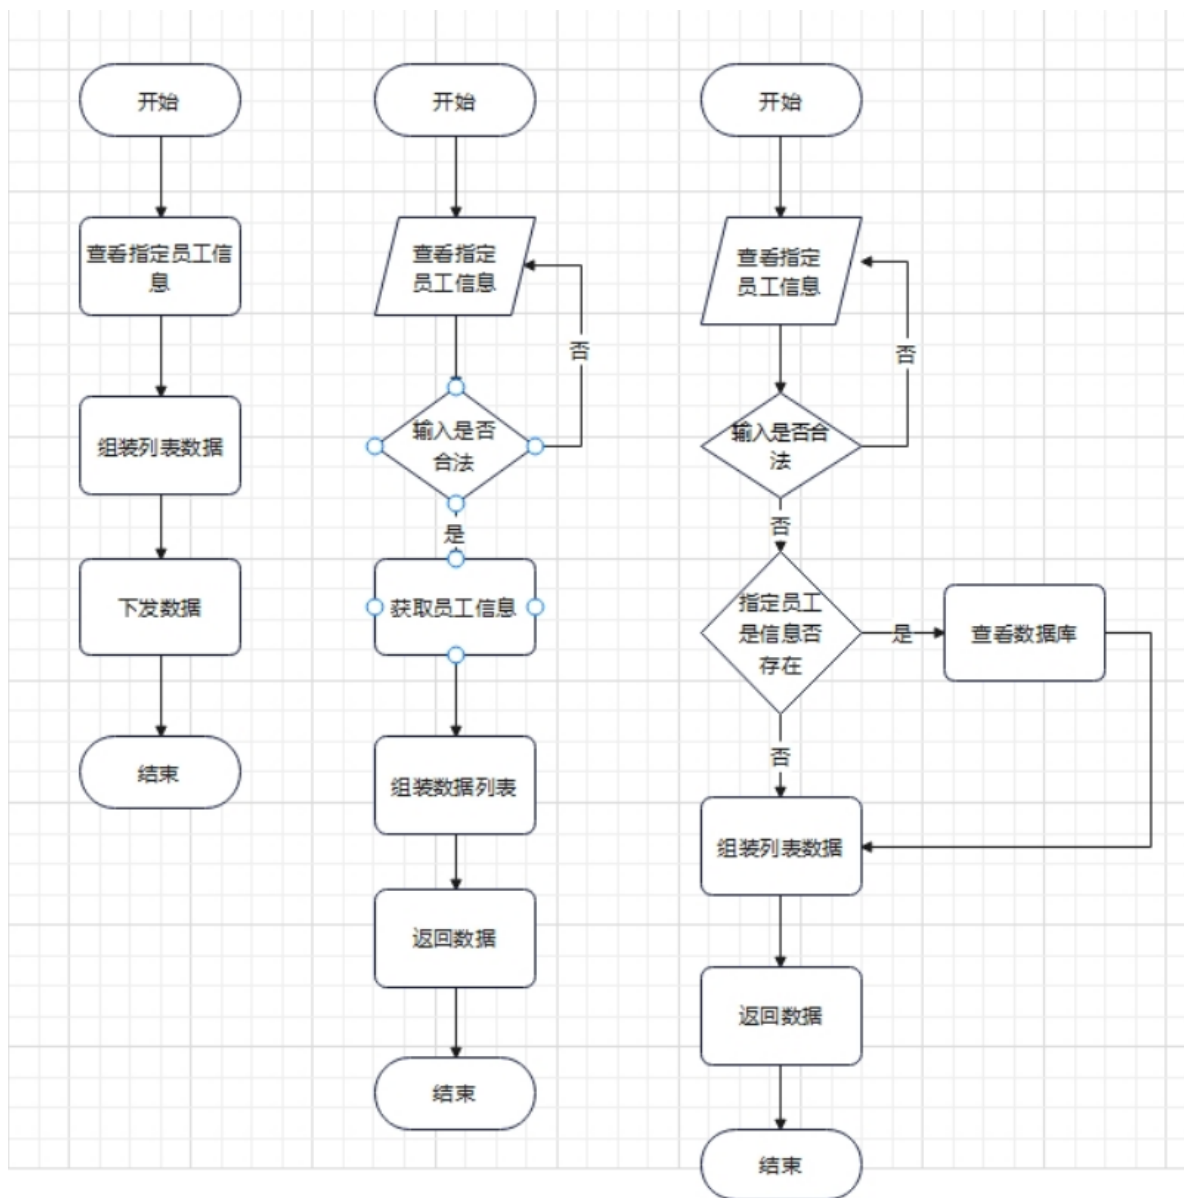 开始
查看指定员工信
息
组装列表数据
下发数据
结束
开始
查看指定
员工信息
否
输入是否
合法
是
获取员工信息
组装数据列表
返回数据
结束
开始
查看指定
员工信息
否
输入是否合
法
否
指定员工
是信息否
存在
是
查看数据库
否
组装列表数据
返回数据
结束